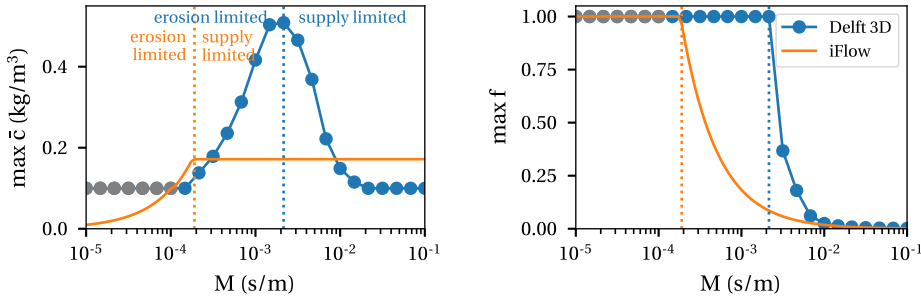 erosion limited
supply limited
erosion
limited
supply
limited
0.4
0.2
0.0
max c̄ (kg/m³)
10⁻⁵
10⁻⁴
10⁻³
10⁻²
10⁻¹
M (s/m)
1.00
0.75
0.50
0.25
0.00
max f
Delft 3D
iFlow
10⁻⁵
10⁻⁴
10⁻³
10⁻²
10⁻¹
M (s/m)